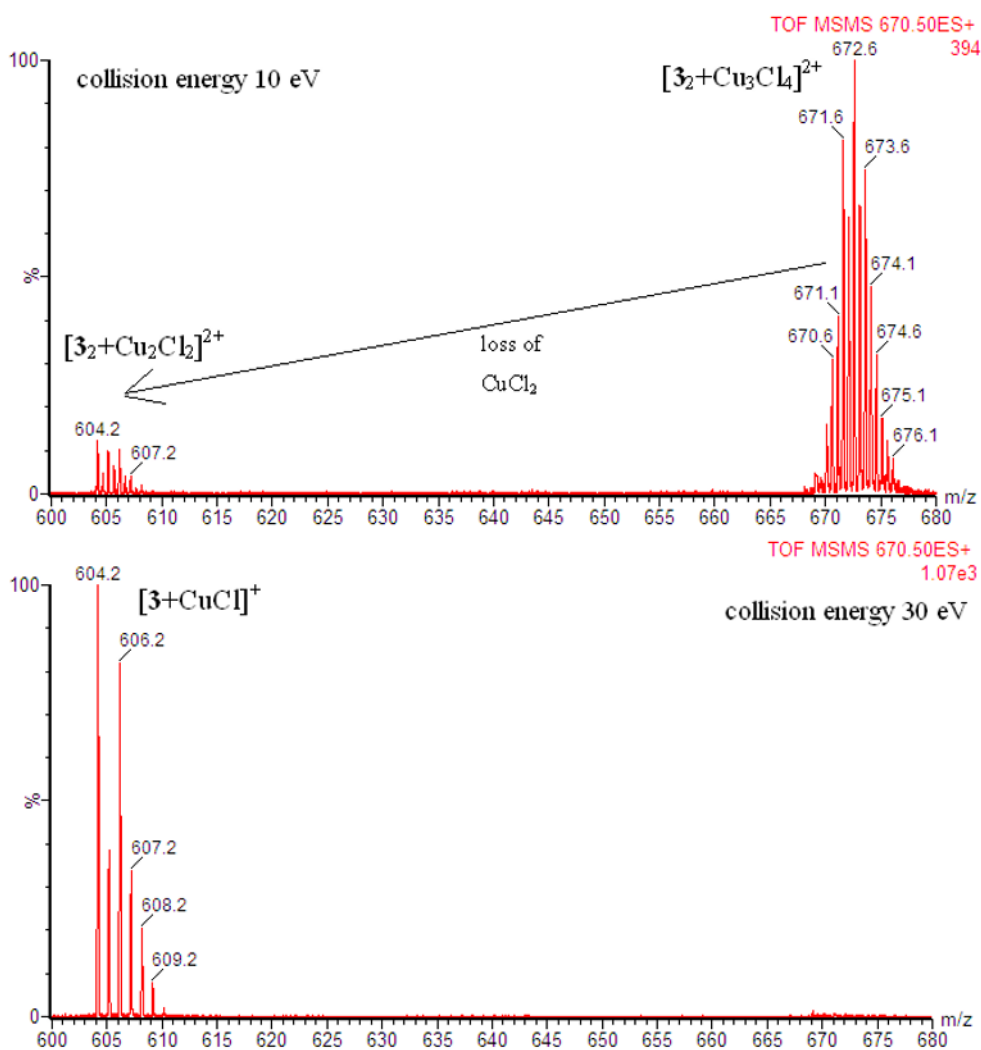 TOF MSMS 670.50ES+
394
100
collision energy 10 eV
[3₂+Cu₃Cl₄]²⁺
672.6
671.6
673.6
674.1
671.1
670.6
674.6
675.1
676.1
%
[3₂+Cu₂Cl₂]²⁺
loss of
CuCl₂
604.2
607.2
0
600 605 610 615 620 625 630 635 640 645 650 655 660 665 670 675 680 m/z
TOF MSMS 670.50ES+
1.07e3
100
604.2
[3+CuCl]⁺
collision energy 30 eV
606.2
%
607.2
608.2
609.2
0
600 605 610 615 620 625 630 635 640 645 650 655 660 665 670 675 680 m/z